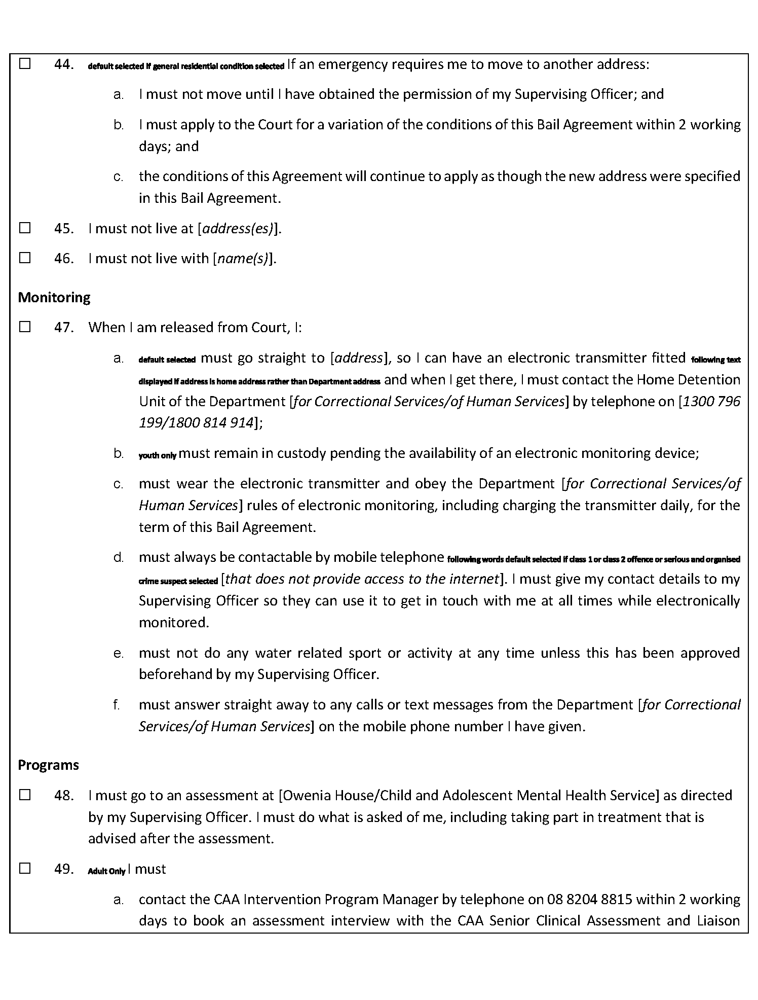 ☐ 44. default selected if general residential condition selected If an emergency requires me to move to another address:
a. I must not move until I have obtained the permission of my Supervising Officer; and
b. I must apply to the Court for a variation of the conditions of this Bail Agreement within 2 working
days; and
c. the conditions of this Agreement will continue to apply as though the new address were specified
in this Bail Agreement.
☐ 45. I must not live at [address(es)].
☐ 46. I must not live with [name(s)].
Monitoring
☐ 47. When I am released from Court, I:
a. default selected must go straight to [address], so I can have an electronic transmitter fitted following text
displayed if address is home address rather than Department address and when I get there, I must contact the Home Detention
Unit of the Department [for Correctional Services/of Human Services] by telephone on [1300 796
199/1800 814 914];
b. youth only must remain in custody pending the availability of an electronic monitoring device;
c. must wear the electronic transmitter and obey the Department [for Correctional Services/of
Human Services] rules of electronic monitoring, including charging the transmitter daily, for the
term of this Bail Agreement.
d. must always be contactable by mobile telephone following words default selected if class 1 or class 2 offence or serious and organised
crime suspect selected [that does not provide access to the internet]. I must give my contact details to my
Supervising Officer so they can use it to get in touch with me at all times while electronically
monitored.
e. must not do any water related sport or activity at any time unless this has been approved
beforehand by my Supervising Officer.
f. must answer straight away to any calls or text messages from the Department [for Correctional
Services/of Human Services] on the mobile phone number I have given.
Programs
☐ 48. I must go to an assessment at [Owenia House/Child and Adolescent Mental Health Service] as directed
by my Supervising Officer. I must do what is asked of me, including taking part in treatment that is
advised after the assessment.
☐ 49. Adult Only I must
a. contact the CAA Intervention Program Manager by telephone on 08 8204 8815 within 2 working
days to book an assessment interview with the CAA Senior Clinical Assessment and Liaison